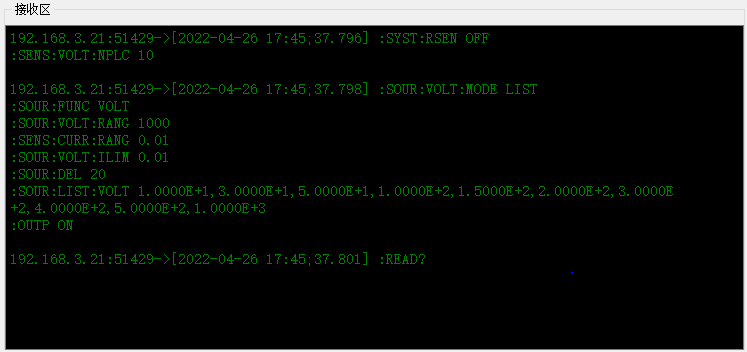 接收区
192.168.3.21:51429->[2022-04-26 17:45;37.796] :SYST:RSEN OFF
:SENS:VOLT:NPLC 10
192.168.3.21:51429->[2022-04-26 17:45;37.798] :SOUR:VOLT:MODE LIST
:SOUR:FUNC VOLT
:SOUR:VOLT:RANG 1000
:SENS:CURR:RANG 0.01
:SOUR:VOLT:ILIM 0.01
:SOUR:DEL 20
:SOUR:LIST:VOLT 1.0000E+1,3.0000E+1,5.0000E+1,1.0000E+2,1.5000E+2,2.0000E+2,3.0000E
+2,4.0000E+2,5.0000E+2,1.0000E+3
:OUTP ON
192.168.3.21:51429->[2022-04-26 17:45;37.801] :READ?